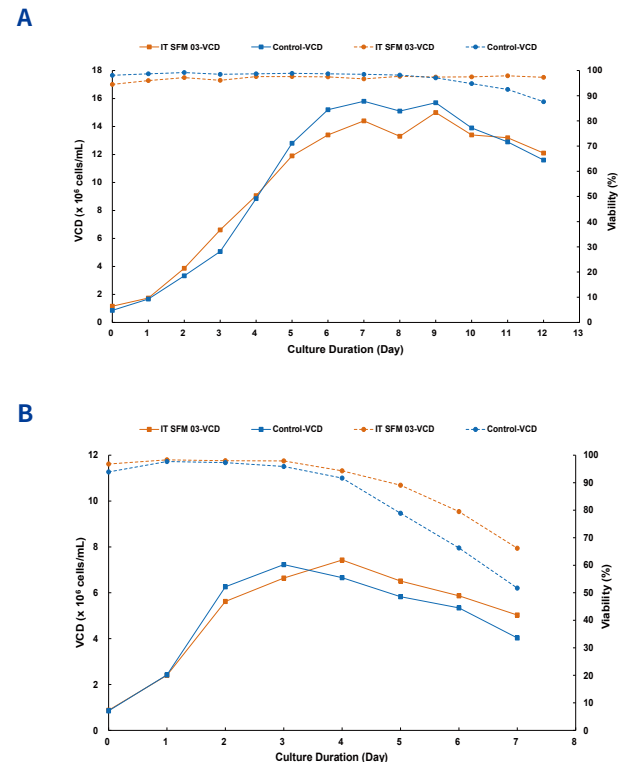 A
IT SFM 03-VCD Control-VCD IT SFM 03-VCD Control-VCD
18 100
16 90
14 80
12 70
10 60
8 50
6 40
4 30
2 20
0 10
0
VCD (x 10⁶ cells/mL)
Viability (%)
0 1 2 3 4 5 6 7 8 9 10 11 12 13
Culture Duration (Day)
B
IT SFM 03-VCD Control-VCD IT SFM 03-VCD Control-VCD
12 100
10 90
8 80
6 70
4 60
2 50
0 40
30
20
10
0
VCD (x 10⁶ cells/mL)
Viability (%)
0 1 2 3 4 5 6 7 8
Culture Duration (Day)